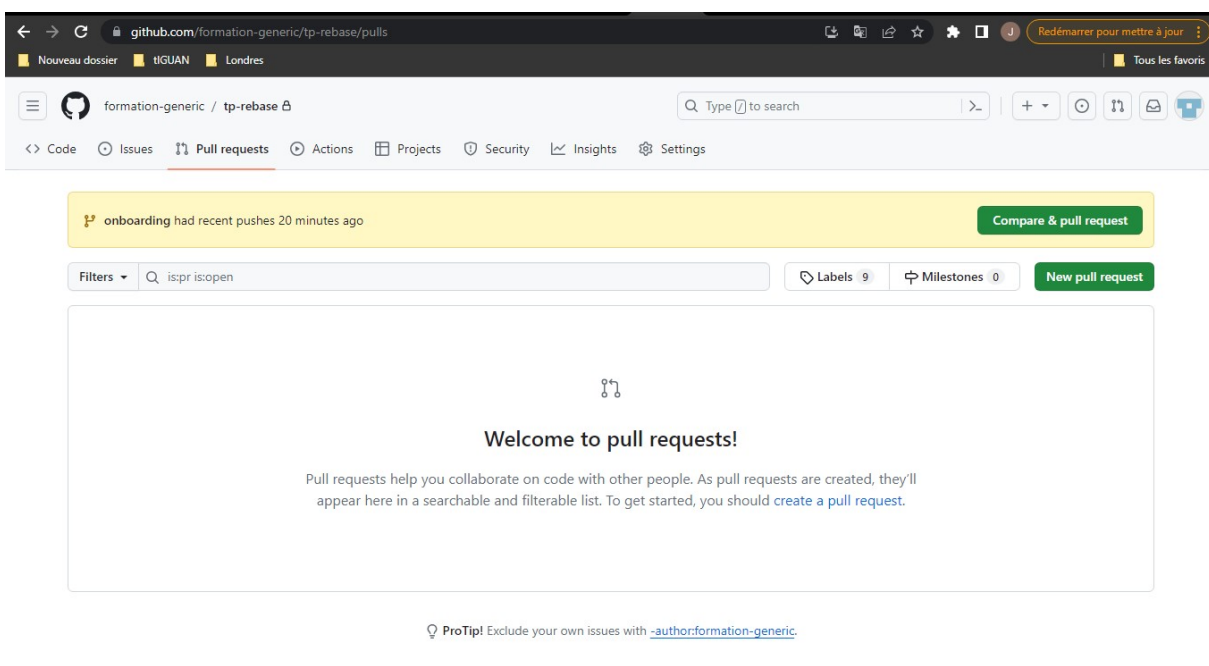 github.com/formation-generic/tp-rebase/pulls
J
Redémarrer pour mettre à jour
Nouveau dossier tIGUAN Londres Tous les favoris
formation-generic / tp-rebase Type / to search
<> Code Issues Pull requests Actions Projects Security Insights Settings
onboarding had recent pushes 20 minutes ago Compare & pull request
Filters is:pr is:open Labels 9 Milestones 0 New pull request
Welcome to pull requests!
Pull requests help you collaborate on code with other people. As pull requests are created, they'll
appear here in a searchable and filterable list. To get started, you should create a pull request.
ProTip! Exclude your own issues with -author:formation-generic.